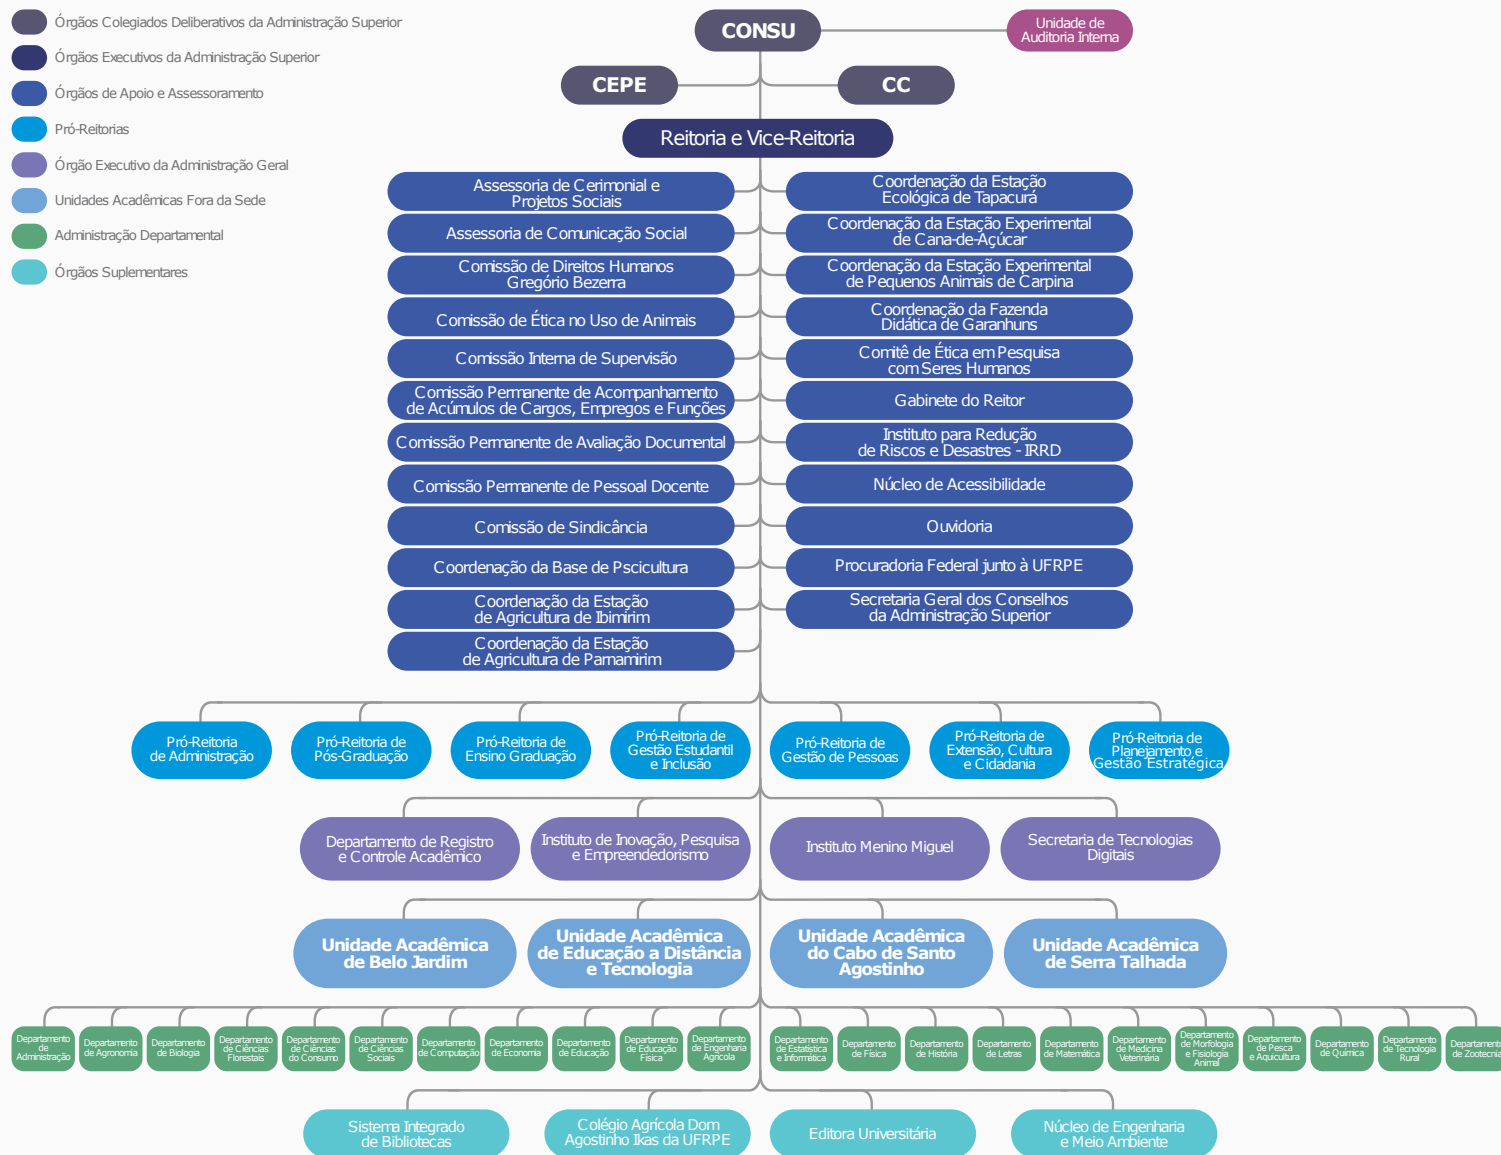 Órgãos Colegiados Deliberativos da Administração Superior
Órgãos Executivos da Administração Superior
Órgãos de Apoio e Assessoramento
Pró-Reitorias
Órgão Executivo da Administração Geral
Unidades Acadêmicas Fora da Sede
Administração Departamental
Órgãos Suplementares
CONSU
Unidade de
Auditoria Interna
CEPE
CC
Reitoria e Vice-Reitoria
Assessoria de Cerimonial e
Projetos Sociais
Coordenação da Estação
Ecológica de Tapacurá
Assessoria de Comunicação Social
Coordenação da Estação Experimental
de Cana-de-Açúcar
Comissão de Direitos Humanos
Gregório Bezerra
Coordenação da Estação Experimental
de Pequenos Animais de Carpina
Comissão de Ética no Uso de Animais
Coordenação da Fazenda
Didática de Garanhuns
Comissão Interna de Supervisão
Comitê de Ética em Pesquisa
com Seres Humanos
Comissão Permanente de Acompanhamento
de Acúmulos de Cargos, Empregos e Funções
Gabinete do Reitor
Comissão Permanente de Avaliação Documental
Instituto para Redução
de Riscos e Desastres - IRRD
Comissão Permanente de Pessoal Docente
Núcleo de Acessibilidade
Comissão de Sindicância
Ouvidoria
Coordenação da Base de Pscicultura
Procuradoria Federal junto à UFRPE
Coordenação da Estação
de Agricultura de Ibimirim
Secretaria Geral dos Conselhos
da Administração Superior
Coordenação da Estação
de Agricultura de Parnamirim
Pró-Reitoria
de Administração
Pró-Reitoria de
Pós-Graduação
Pró-Reitoria de
Ensino Graduação
Pró-Reitoria de
Gestão Estudantil
e Inclusão
Pró-Reitoria de
Gestão de Pessoas
Pró-Reitoria de
Extensão, Cultura
e Cidadania
Pró-Reitoria de
Planejamento e
Gestão Estratégica
Departamento de Registro
e Controle Acadêmico
Instituto de Inovação, Pesquisa
e Empreendedorismo
Instituto Menino Miguel
Secretaria de Tecnologias
Digitais
Unidade Acadêmica
de Belo Jardim
Unidade Acadêmica
de Educação a Distância
e Tecnologia
Unidade Acadêmica
do Cabo de Santo
Agostinho
Unidade Acadêmica
de Serra Talhada
Departamento
de
Administração
Departamento
de Agronomia
Departamento
de Biologia
Departamento
de Ciências
Florestais
Departamento
de Ciências
do Consumo
Departamento
de Ciências
Sociais
Departamento
de Computação
Departamento
de Economia
Departamento
de Educação
Departamento
de Educação
Física
Departamento
de Engenharia
Agrícola
Departamento
de Estatística
e Informática
Departamento
de Física
Departamento
de História
Departamento
de Letras
Departamento
de Matemática
Departamento
de Medicina
Veterinária
Departamento
de Morfologia
e Fisiologia
Animal
Departamento
de Pesca
e Aquicultura
Departamento
de Química
Departamento
de Tecnologia
Rural
Departamento
de Zootecnia
Sistema Integrado
de Bibliotecas
Colégio Agrícola Dom
Agostinho Ikas da UFRPE
Editora Universitária
Núcleo de Engenharia
e Meio Ambiente